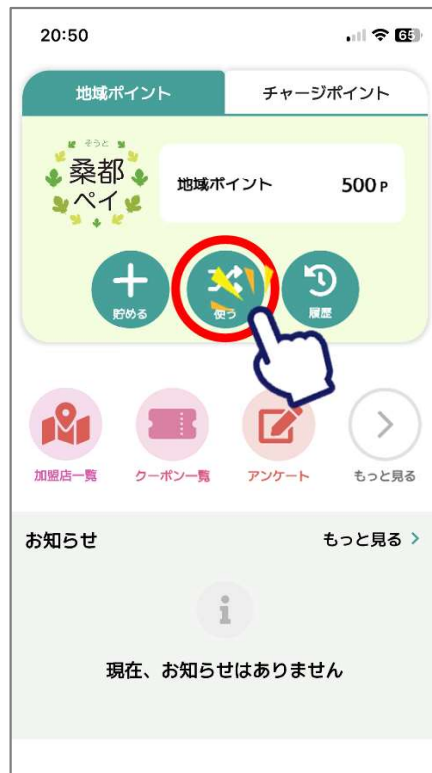 20:50
65
地域ポイント
チャージポイント
そうと
桑都
ペイ
地域ポイント
500 P
貯める
使う
履歴
加盟店一覧
クーポン一覧
アンケート
もっと見る
お知らせ
もっと見る
現在、お知らせはありません